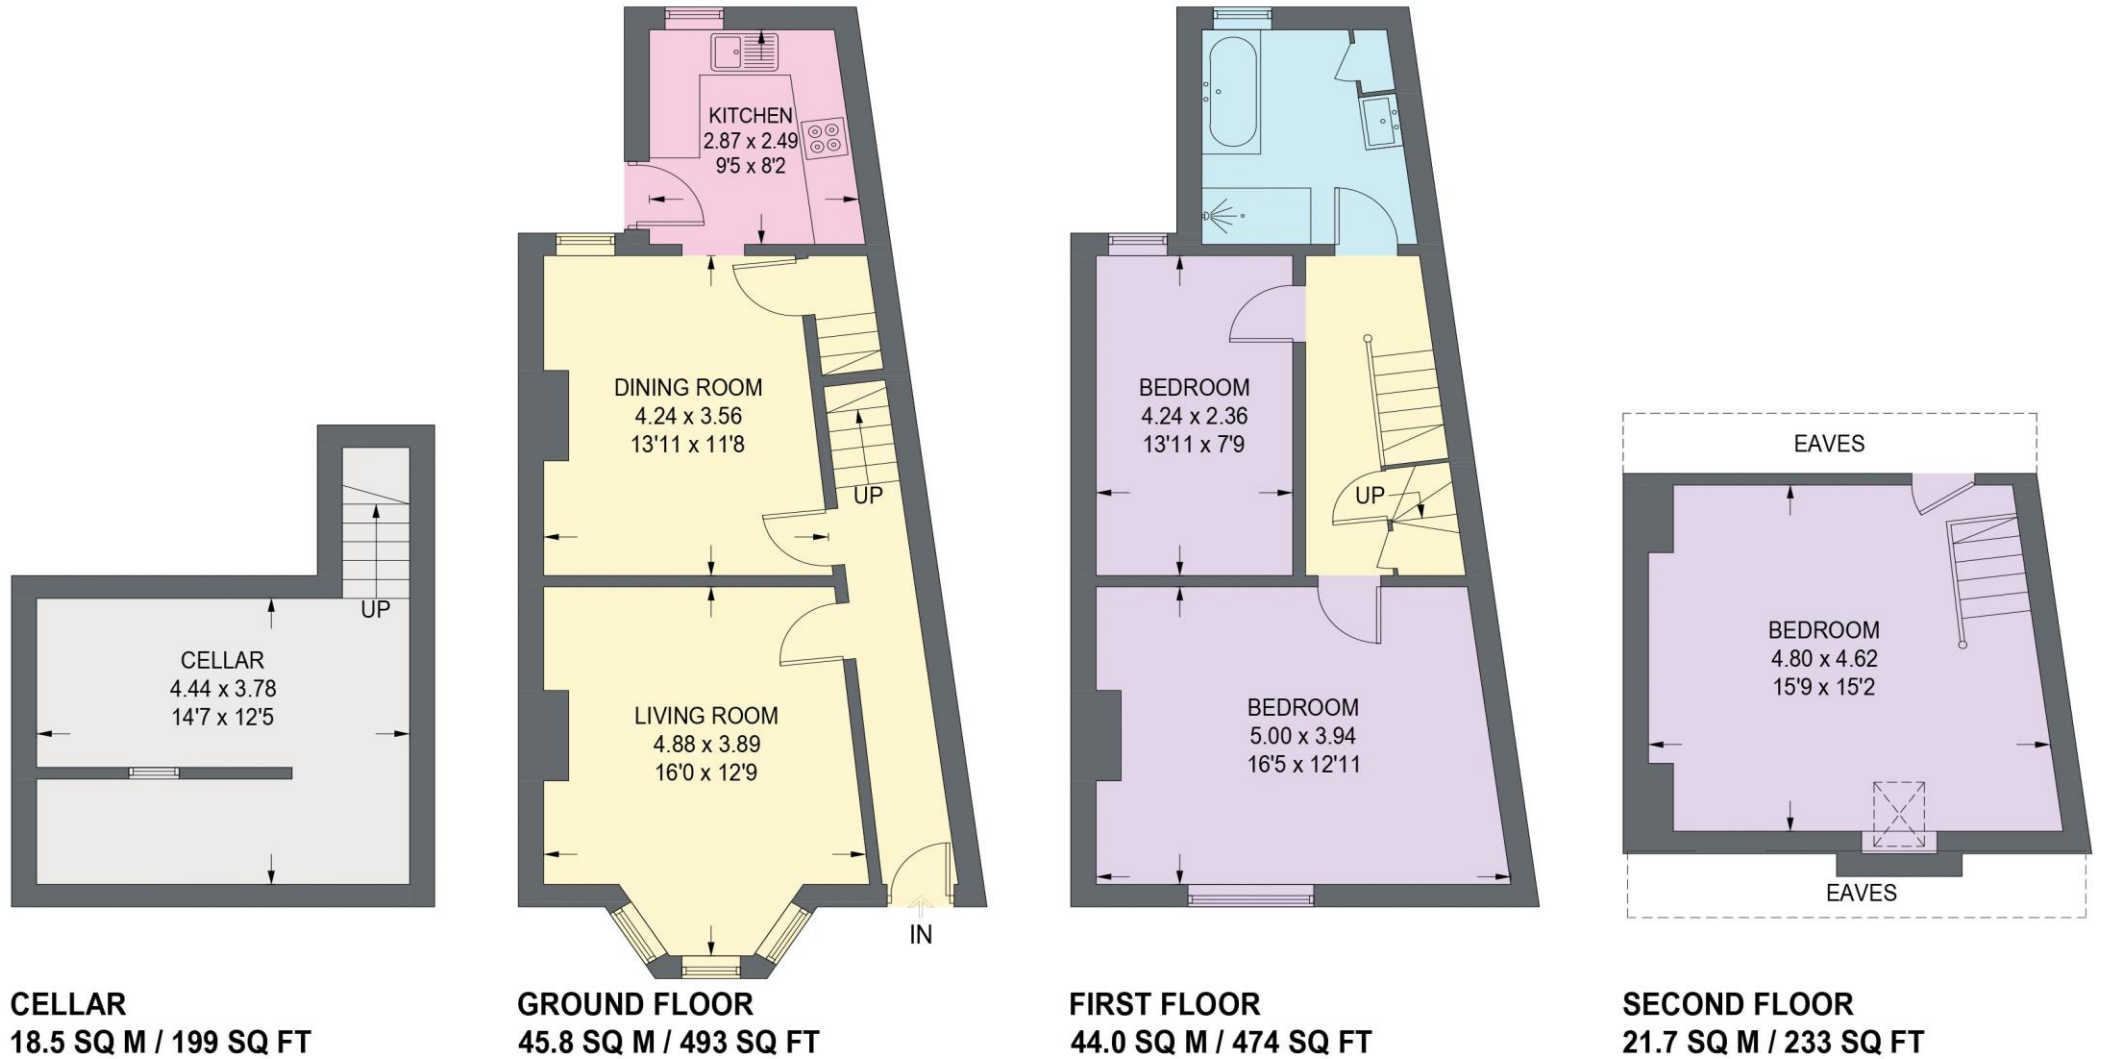 KITCHEN
2.87 x 2.49
9'5 x 8'2
DINING ROOM
4.24 x 3.56
13'11 x 11'8
UP
LIVING ROOM
4.88 x 3.89
16'0 x 12'9
IN
CELLAR
4.44 x 3.78
14'7 x 12'5
UP
BEDROOM
4.24 x 2.36
13'11 x 7'9
UP
BEDROOM
5.00 x 3.94
16'5 x 12'11
EAVES
BEDROOM
4.80 x 4.62
15'9 x 15'2
EAVES
CELLAR
18.5 SQ M / 199 SQ FT
GROUND FLOOR
45.8 SQ M / 493 SQ FT
FIRST FLOOR
44.0 SQ M / 474 SQ FT
SECOND FLOOR
21.7 SQ M / 233 SQ FT